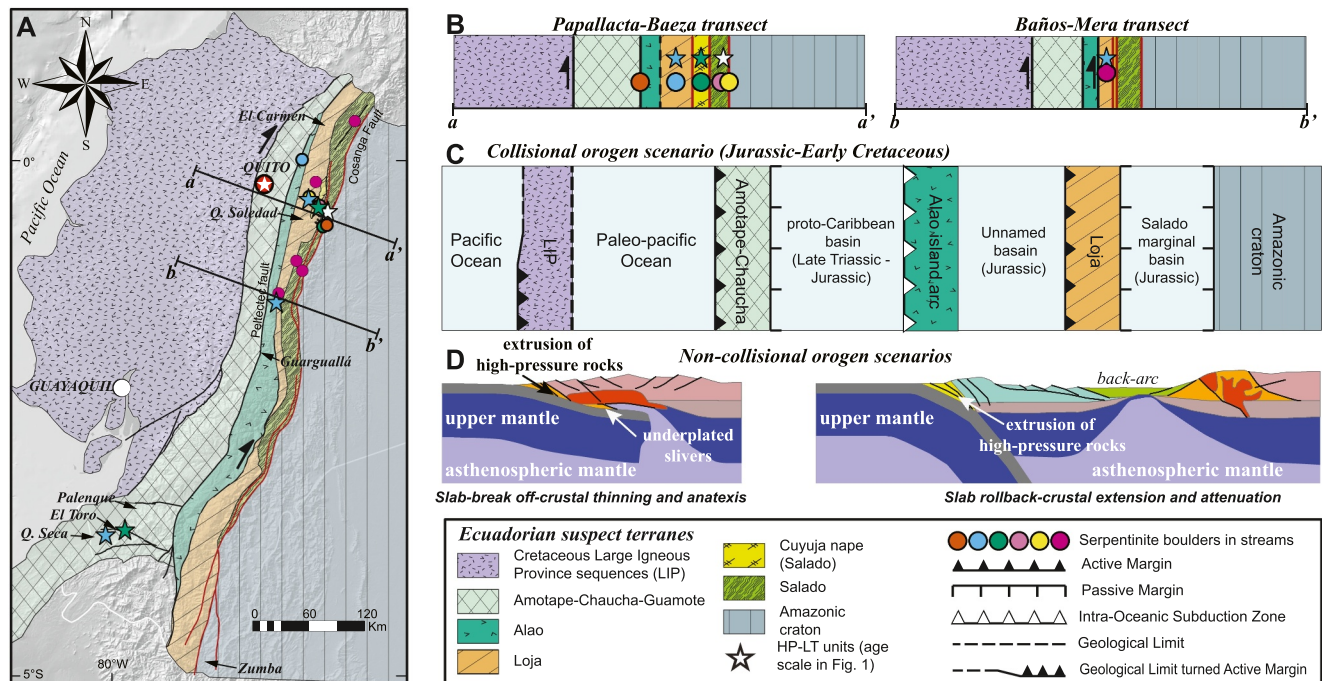 A
N
W
E
S
Pacific Ocean
0°
El Carmen
Cosanga Fault
QUITO
a
Q. Soledad
a'
b
Peltectec fault
b'
Guarguallá
GUAYAQUIL
Palenque
El Toro
Q. Seca
0 60 120
Km
80°W
Zumba
5°S
B
Papallacta-Baeza transect
Baños-Mera transect
a
a'
b
b'
C
Collisional orogen scenario (Jurassic-Early Cretaceous)
Pacific
Ocean
LIP
Paleo-pacific
Ocean
Amotape-Chaucha
proto-Caribbean
basin
(Late Triassic -
Jurassic)
Alao island arc
Unnamed
basain
(Jurassic)
Loja
Salado
marginal
basin
(Jurassic)
Amazonic
craton
D
Non-collisional orogen scenarios
extrusion of
high-pressure rocks
upper mantle
underplated
slivers
asthenospheric mantle
Slab-break off-crustal thinning and anatexis
back-arc
upper mantle
extrusion of
high-pressure rocks
asthenospheric mantle
Slab rollback-crustal extension and attenuation
Ecuadorian suspect terranes
Cretaceous Large Igneous
Province sequences (LIP)
Amotape-Chaucha-Guamote
Alao
Loja
Cuyuja nape
(Salado)
Salado
Amazonic
craton
HP-LT units (age
scale in Fig. 1)
Serpentinite boulders in streams
Active Margin
Passive Margin
Intra-Oceanic Subduction Zone
Geological Limit
Geological Limit turned Active Margin